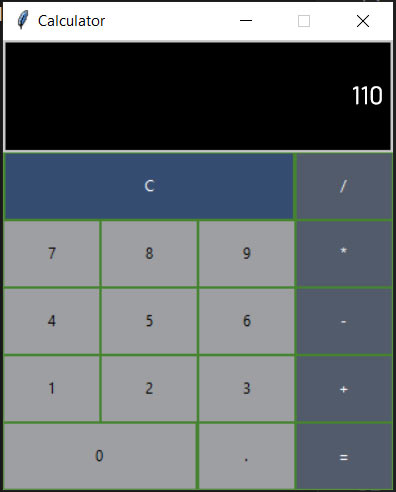 Calculator
110
C /
7 8 9 *
4 5 6 -
1 2 3 +
0 . =